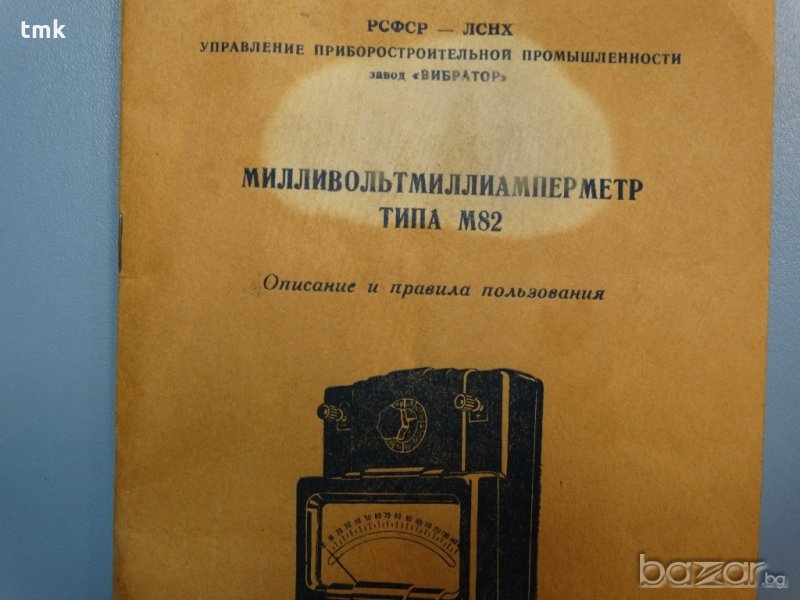 tmk
РСФСР — ЛСНХ
УПРАВЛЕНИЕ ПРИБОРОСТРОИТЕЛЬНОЙ ПРОМЫШЛЕННОСТИ
завод «ВИБРАТОР»
МИЛЛИВОЛЬТМИЛЛИАМПЕРМЕТР
ТИПА М82
Описание и правила пользования
bazar.bg